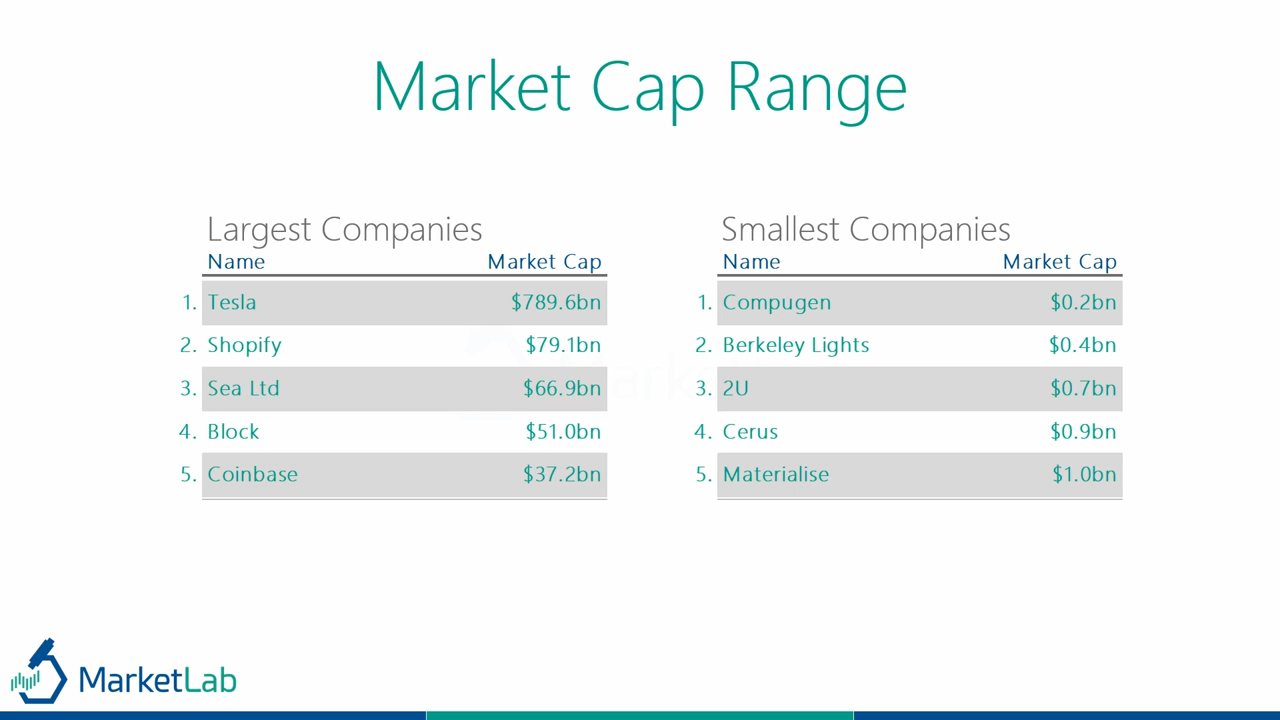 Market Cap Range
Largest Companies
Name Market Cap
1. Tesla $789.6bn
2. Shopify $79.1bn
3. Sea Ltd $66.9bn
4. Block $51.0bn
5. Coinbase $37.2bn
Smallest Companies
Name Market Cap
1. Compugen $0.2bn
2. Berkeley Lights $0.4bn
3. 2U $0.7bn
4. Cerus $0.9bn
5. Materialise $1.0bn
MarketLab